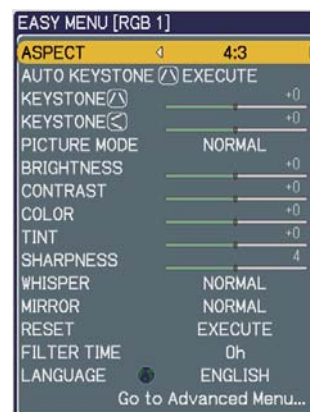 EASY MENU [RGB 1]
ASPECT 4:3
AUTO KEYSTONE EXECUTE
KEYSTONE +0
KEYSTONE +0
PICTURE MODE NORMAL
BRIGHTNESS +0
CONTRAST +0
COLOR +0
TINT +0
SHARPNESS 4
WHISPER NORMAL
MIRROR NORMAL
RESET EXECUTE
FILTER TIME 0h
LANGUAGE ENGLISH
Go to Advanced Menu...